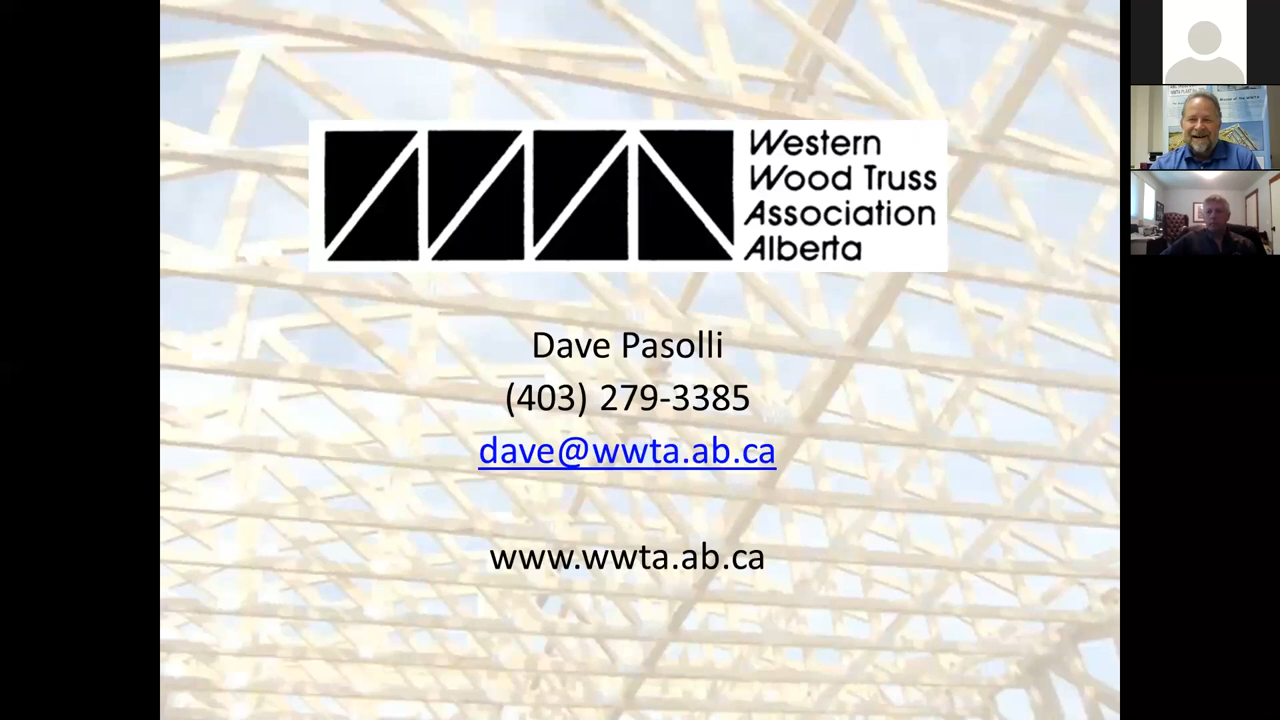 Western
Wood Truss
Association
Alberta
Dave Pasolli
(403) 279-3385
dave@wwta.ab.ca
www.wwta.ab.ca